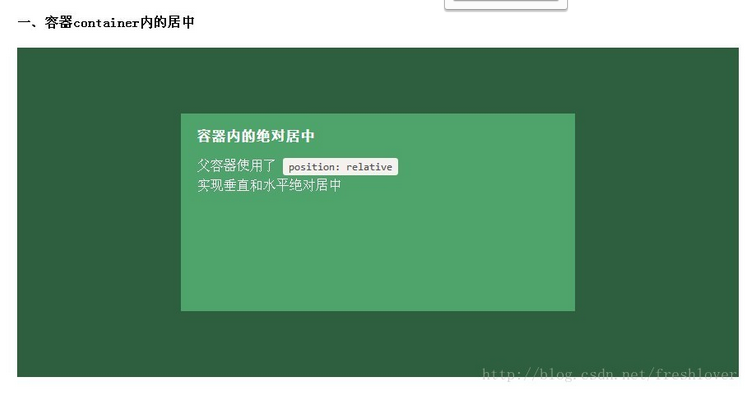 一、容器container内的居中
容器内的绝对居中
父容器使用了 position: relative
实现垂直和水平绝对居中
http://blog.csdn.net/freshlover